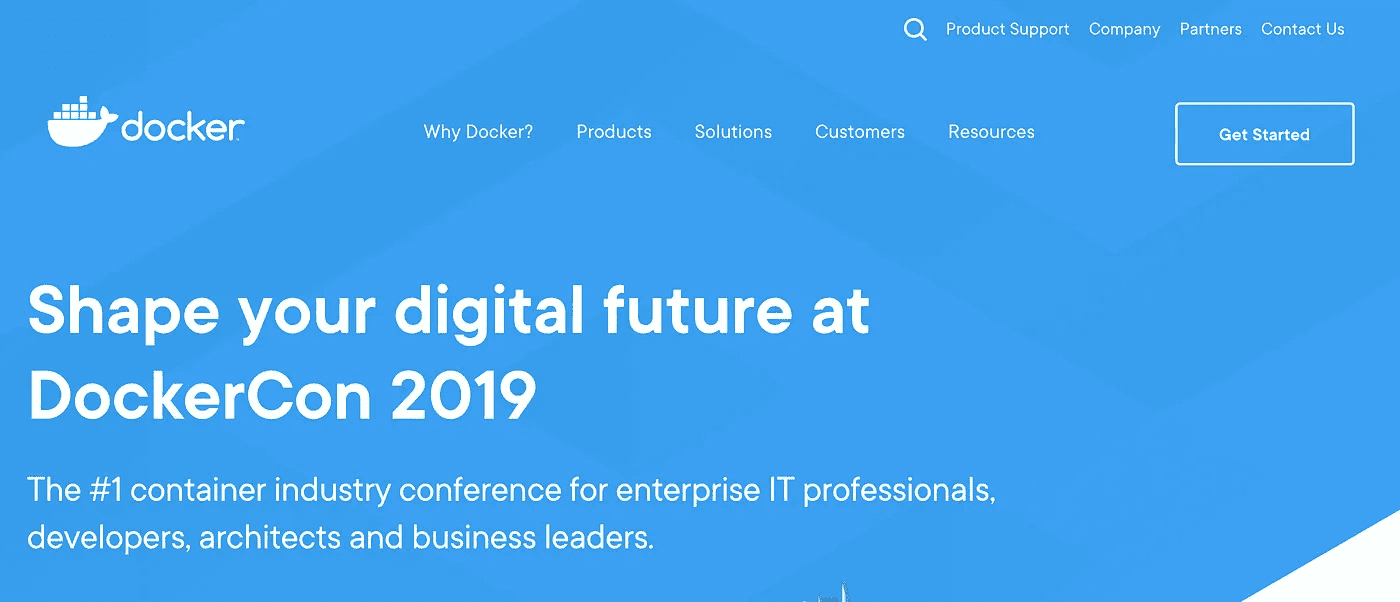 Product Support Company Partners Contact Us
docker
Why Docker? Products Solutions Customers Resources
Get Started
Shape your digital future at
DockerCon 2019
The #1 container industry conference for enterprise IT professionals,
developers, architects and business leaders.